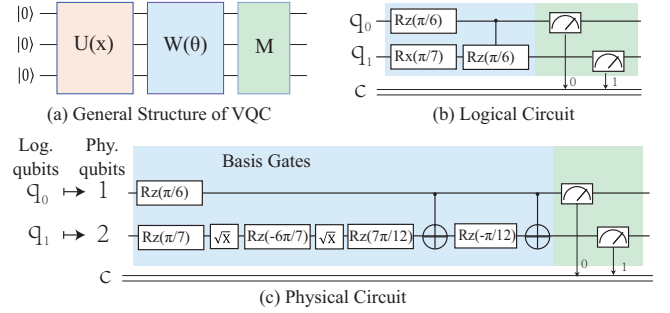 |0⟩
|0⟩
|0⟩
U(x)
W(θ)
M
(a) General Structure of VQC
q0
Rz(π/6)
q1
Rx(π/7)
Rz(π/6)
0
1
c
(b) Logical Circuit
Log. qubits
Phy. qubits
Basis Gates
q0 ↦ 1
Rz(π/6)
q1 ↦ 2
Rz(π/7)
√X
Rz(-6π/7)
√X
Rz(7π/12)
Rz(-π/12)
0
1
c
(c) Physical Circuit